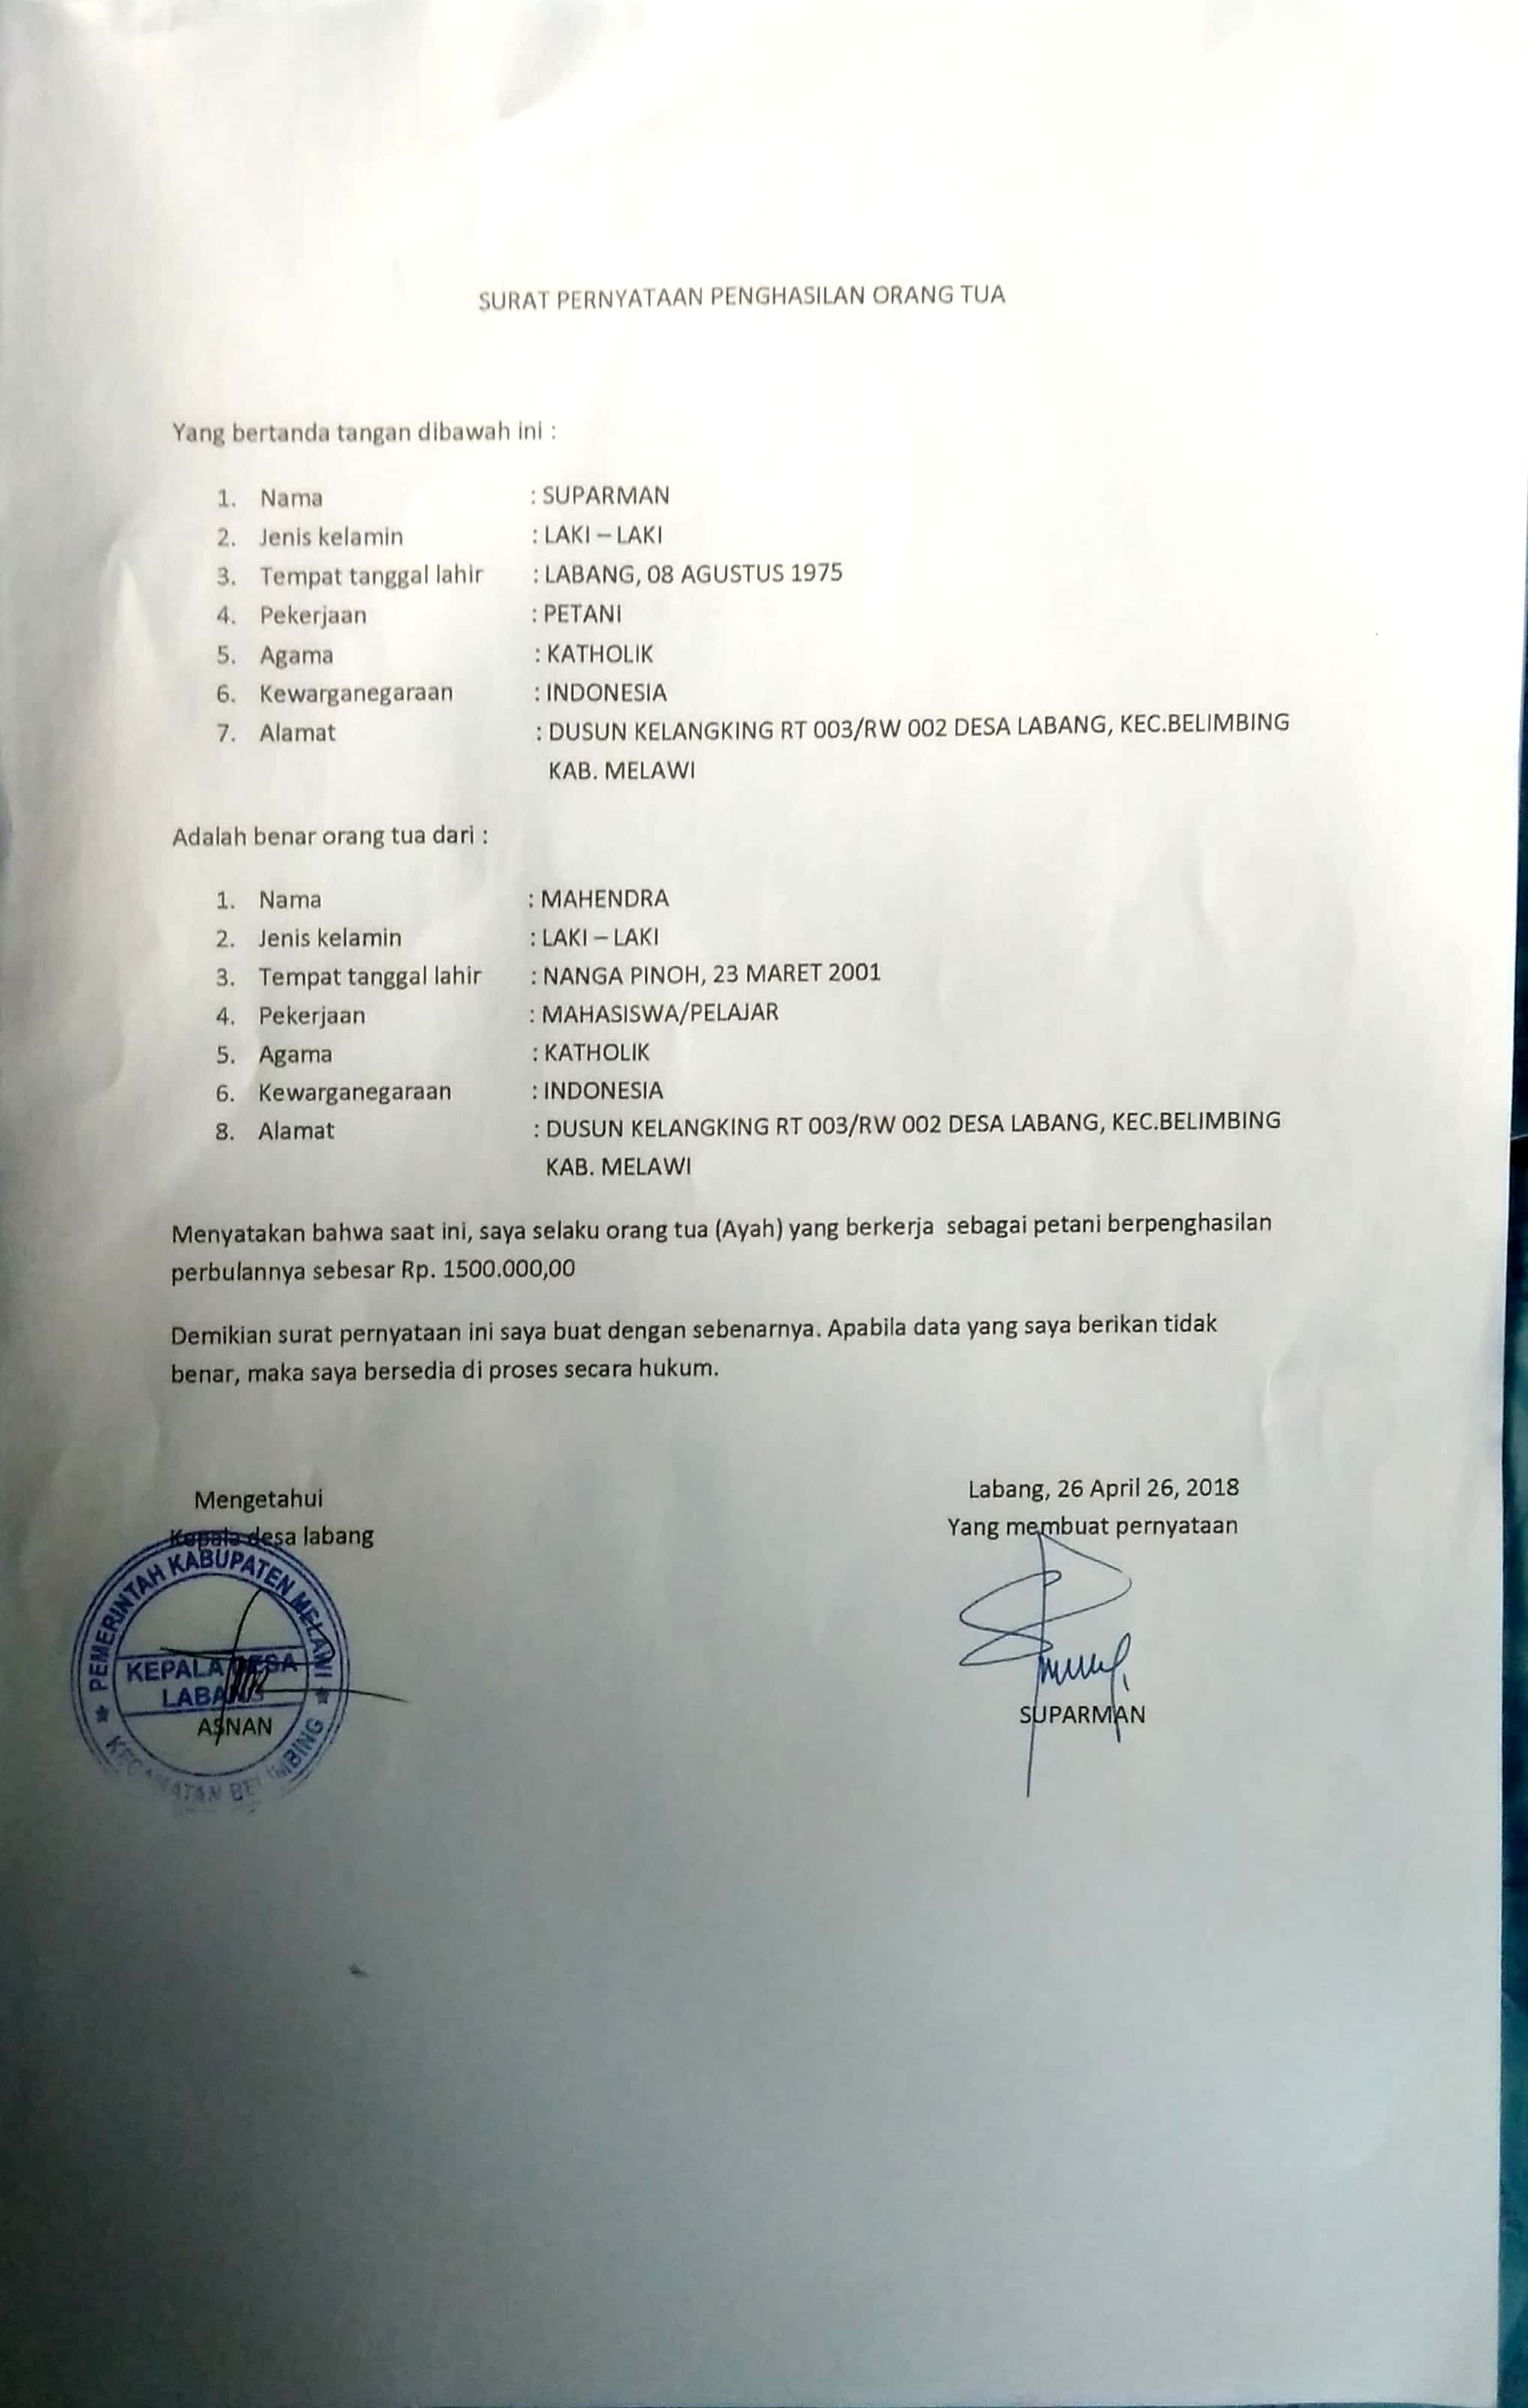 SURAT PERNYATAAN PENGHASILAN ORANG TUA
Yang bertanda tangan dibawah ini :
1. Nama : SUPARMAN
2. Jenis kelamin : LAKI – LAKI
3. Tempat tanggal lahir : LABANG, 08 AGUSTUS 1975
4. Pekerjaan : PETANI
5. Agama : KATHOLIK
6. Kewarganegaraan : INDONESIA
7. Alamat : DUSUN KELANGKING RT 003/RW 002 DESA LABANG, KEC.BELIMBING
KAB. MELAWI
Adalah benar orang tua dari :
1. Nama : MAHENDRA
2. Jenis kelamin : LAKI – LAKI
3. Tempat tanggal lahir : NANGA PINOH, 23 MARET 2001
4. Pekerjaan : MAHASISWA/PELAJAR
5. Agama : KATHOLIK
6. Kewarganegaraan : INDONESIA
8. Alamat : DUSUN KELANGKING RT 003/RW 002 DESA LABANG, KEC.BELIMBING
KAB. MELAWI
Menyatakan bahwa saat ini, saya selaku orang tua (Ayah) yang berkerja sebagai petani berpenghasilan
perbulannya sebesar Rp. 1500.000,00
Demikian surat pernyataan ini saya buat dengan sebenarnya. Apabila data yang saya berikan tidak
benar, maka saya bersedia di proses secara hukum.
Mengetahui
Kepala desa labang
PEMERINTAH KABUPATEN MELAWI
KEPALA DESA
LABANG
KECAMATAN BELIMBING
ASNAN
Labang, 26 April 26, 2018
Yang membuat pernyataan
SUPARMAN